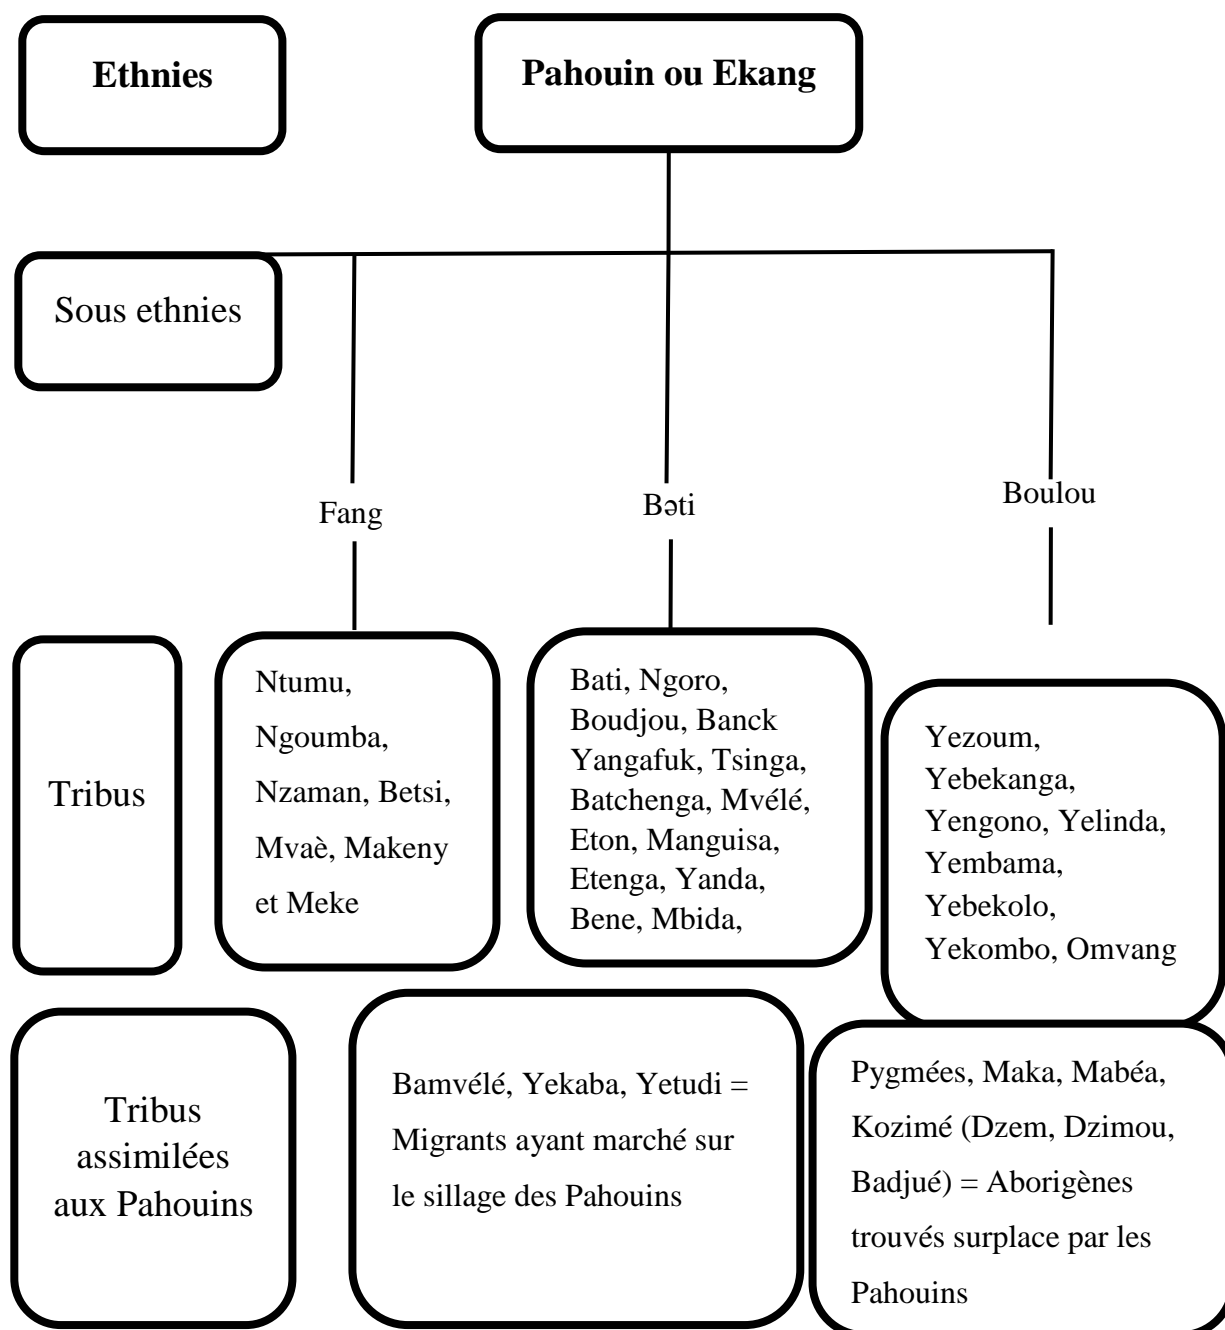 Ethnies
Pahouin ou Ekang
Sous ethnies
Fang
Bəti
Boulou
Tribus
Ntumu,
Ngoumba,
Nzaman, Betsi,
Mvaè, Makeny
et Meke
Bati, Ngoro,
Boudjou, Banck
Yangafuk, Tsinga,
Batchenga, Mvélé,
Eton, Manguisa,
Etenga, Yanda,
Bene, Mbida,
Yezoum,
Yebekanga,
Yengono, Yelinda,
Yembama,
Yebekolo,
Yekombo, Omvang
Tribus
assimilées
aux Pahouins
Bamvélé, Yekaba, Yetudi =
Migrants ayant marché sur
le sillage des Pahouins
Pygmées, Maka, Mabéa,
Kozimé (Dzem, Dzimou,
Badjué) = Aborigènes
trouvés surplace par les
Pahouins